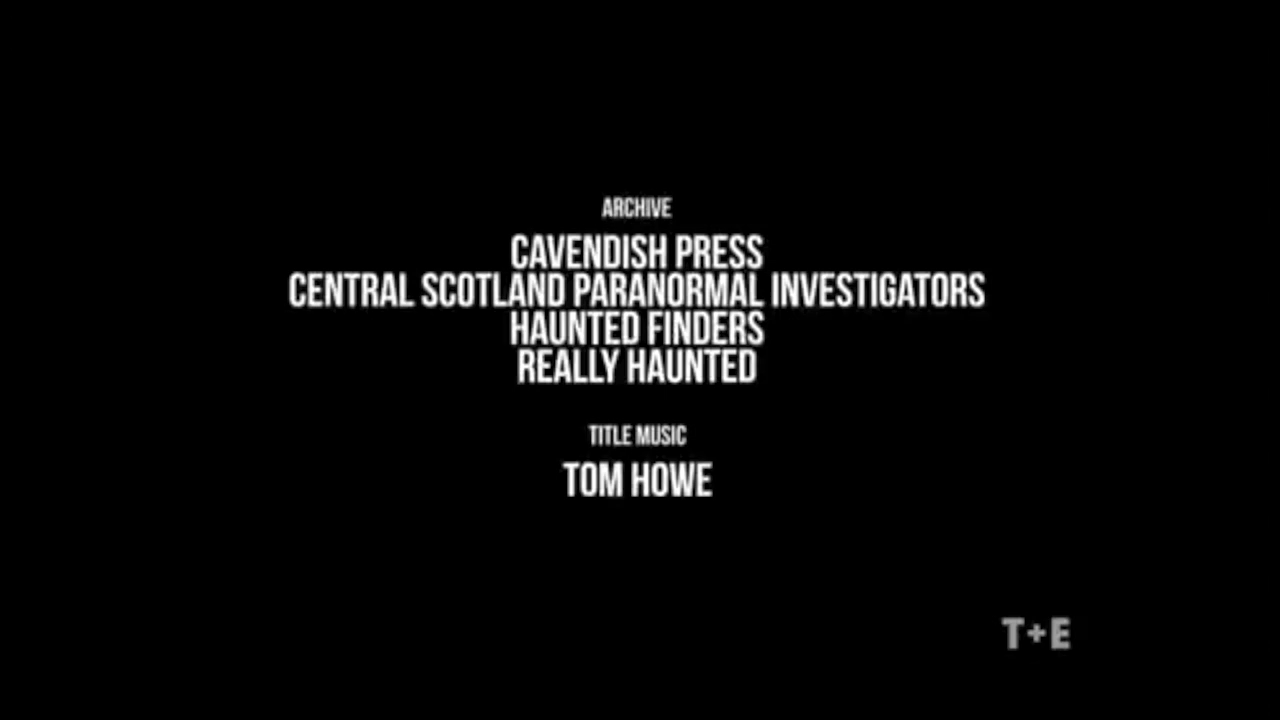 ARCHIVE
CAVENDISH PRESS
CENTRAL SCOTLAND PARANORMAL INVESTIGATORS
HAUNTED FINDERS
REALLY HAUNTED
TITLE MUSIC
TOM HOWE
T+E